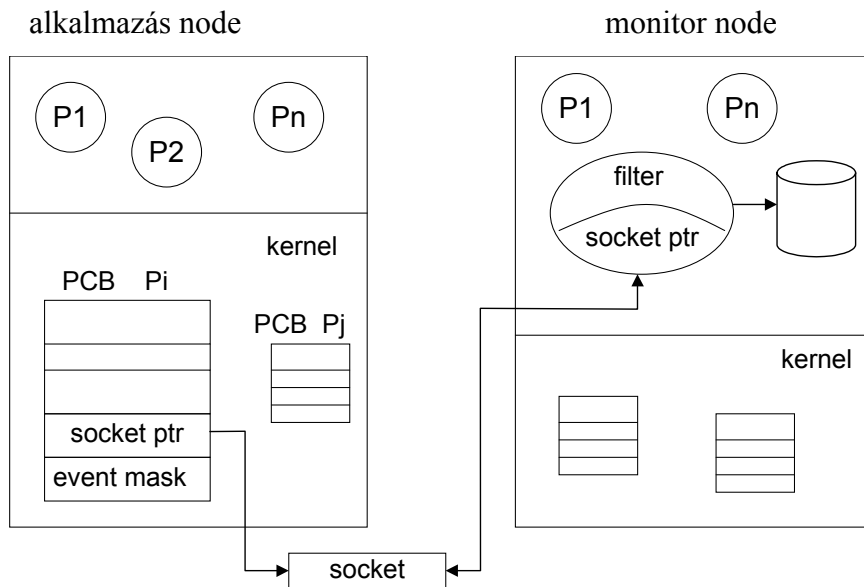 alkalmazás node
P1
P2
Pn
kernel
PCB Pi
PCB Pj
socket ptr
event mask
socket
monitor node
P1
Pn
filter
socket ptr
kernel